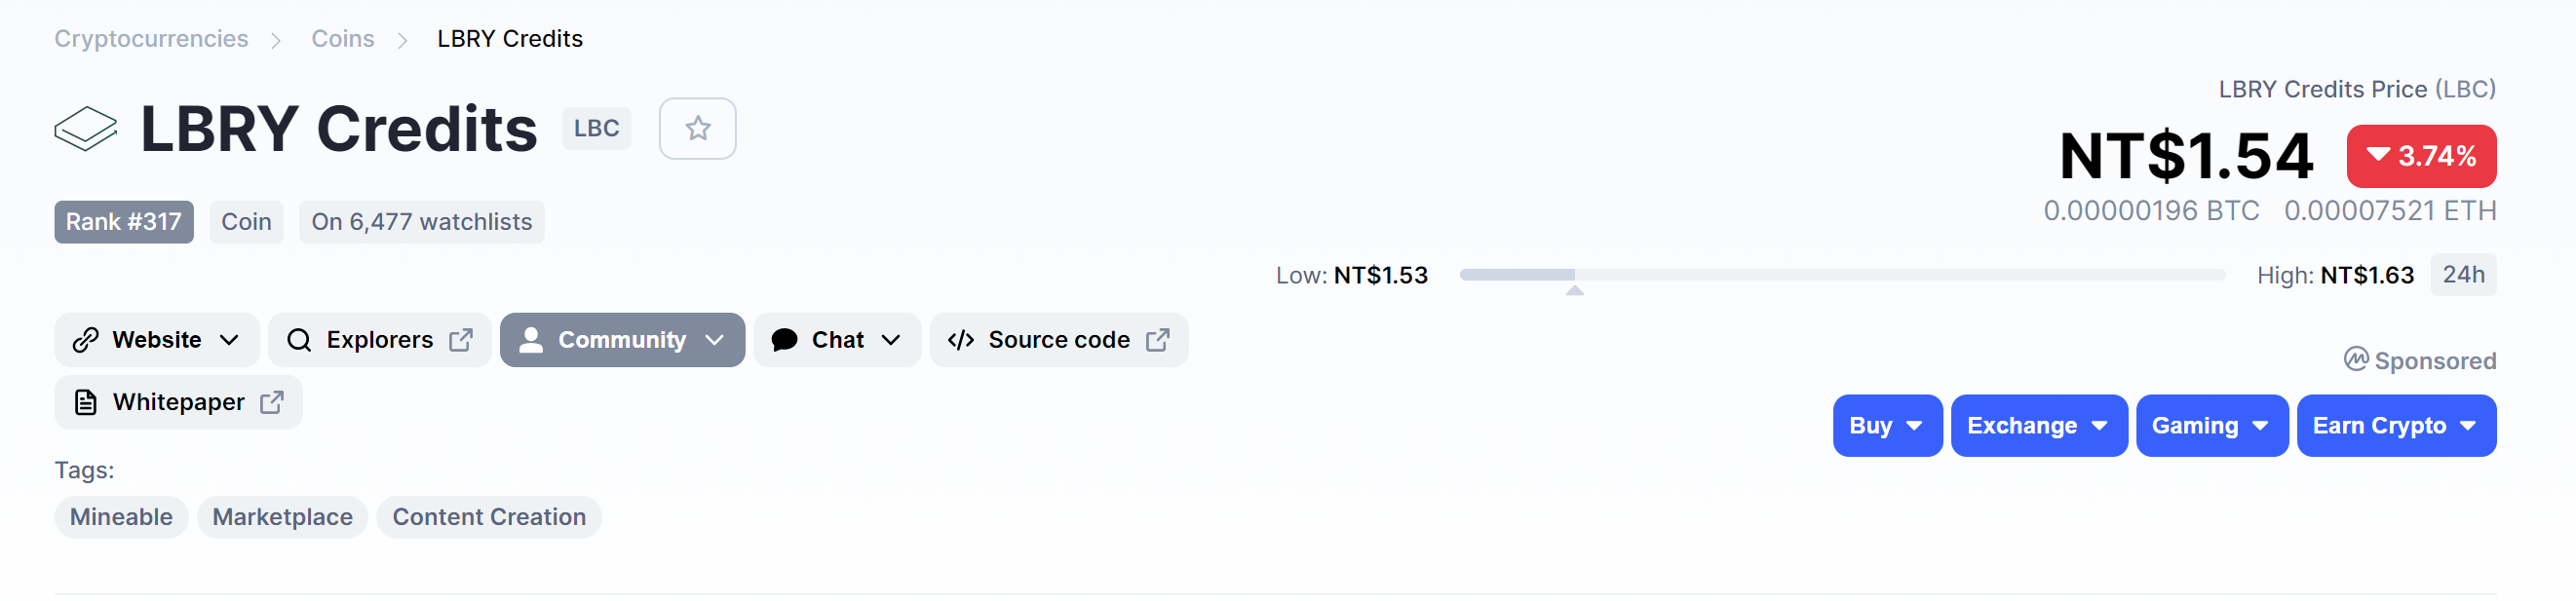 Cryptocurrencies Coins LBRY Credits
LBRY Credits LBC
Rank #317 Coin On 6,477 watchlists
LBRY Credits Price (LBC)
NT$1.54 3.74%
0.00000196 BTC 0.00007521 ETH
Low: NT$1.53 High: NT$1.63 24h
Website Explorers Community Chat Source code
Whitepaper
Tags:
Mineable Marketplace Content Creation
Sponsored
Buy Exchange Gaming Earn Crypto